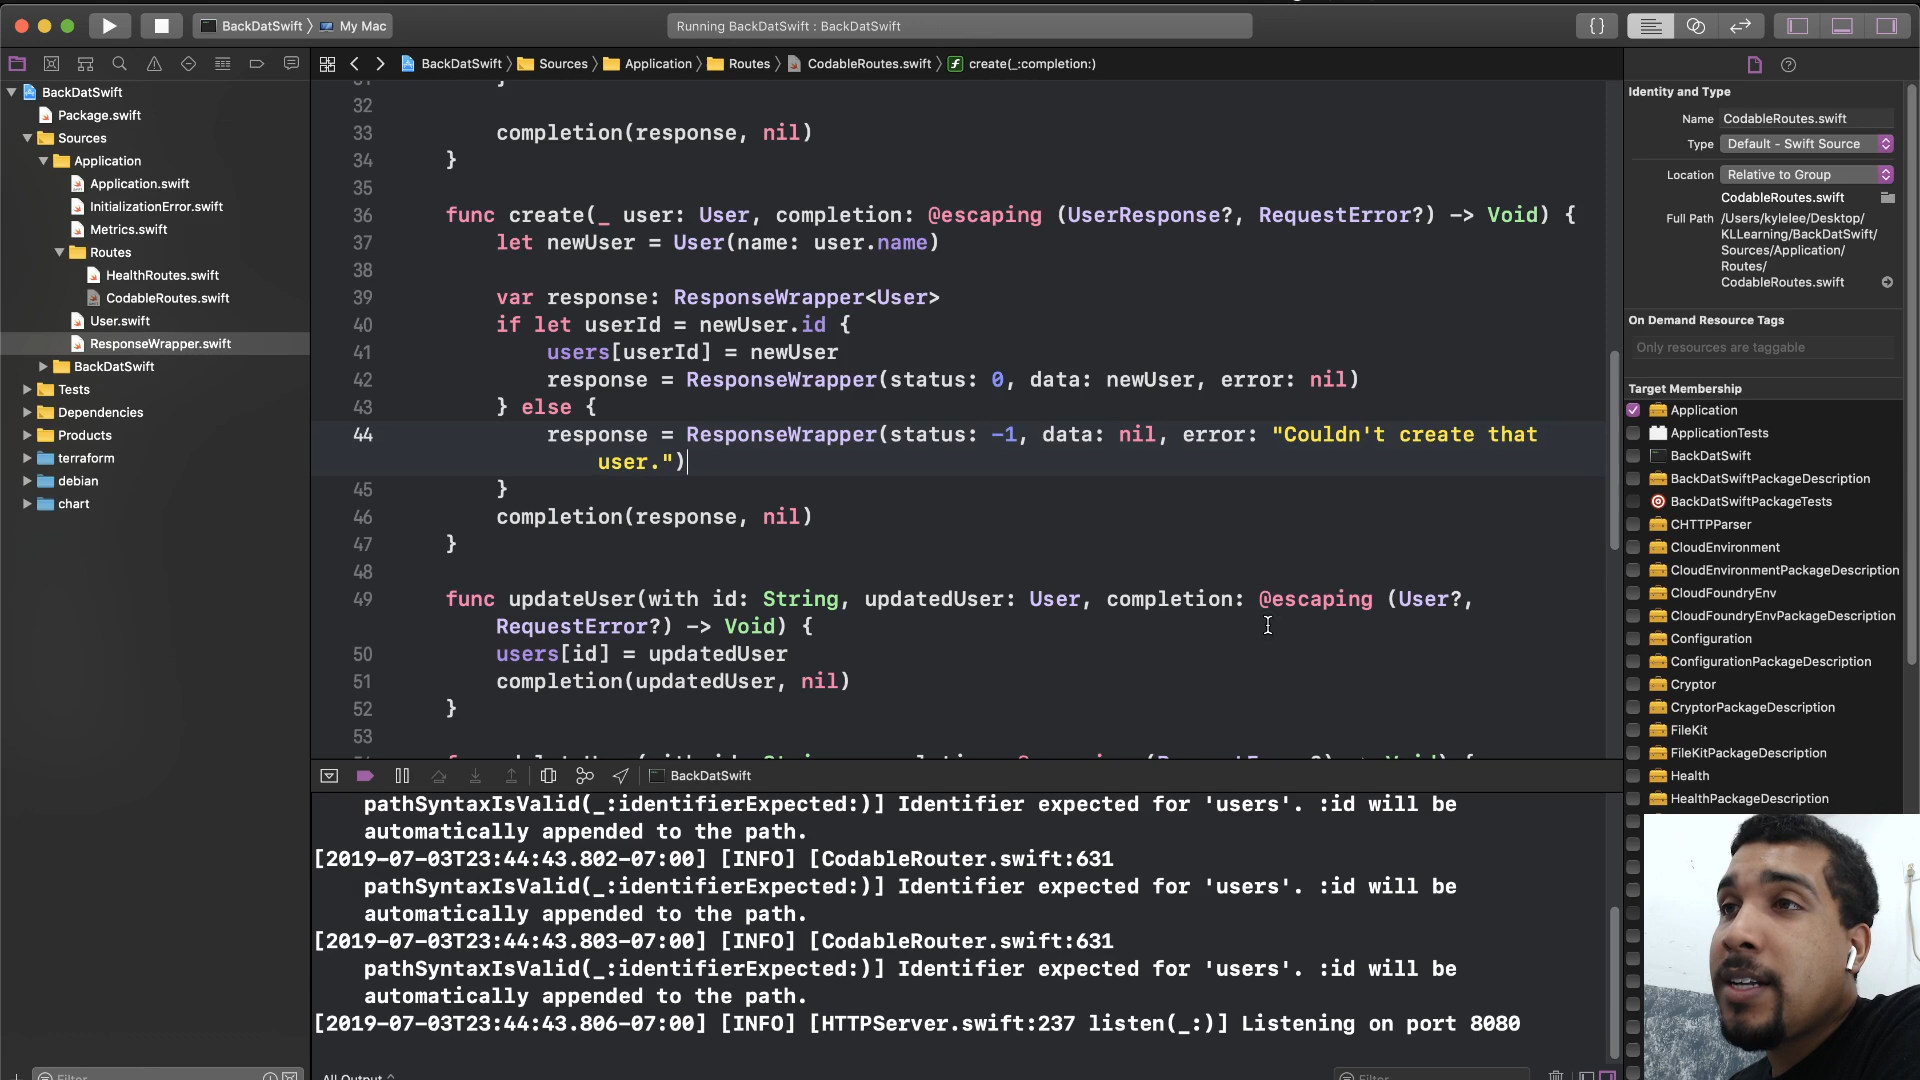 BackDatSwift 〉 My Mac
Running BackDatSwift : BackDatSwift
{}
BackDatSwift 〉 Sources 〉 Application 〉 Routes 〉 CodableRoutes.swift 〉 create(_:completion:)
BackDatSwift
Package.swift
Sources
Application
Application.swift
InitializationError.swift
Metrics.swift
Routes
HealthRoutes.swift
CodableRoutes.swift
User.swift
ResponseWrapper.swift
BackDatSwift
Tests
Dependencies
Products
terraform
debian
chart
32
33 completion(response, nil)
34 }
35
36 func create(_ user: User, completion: @escaping (UserResponse?, RequestError?) -> Void) {
37 let newUser = User(name: user.name)
38
39 var response: ResponseWrapper<User>
40 if let userId = newUser.id {
41 users[userId] = newUser
42 response = ResponseWrapper(status: 0, data: newUser, error: nil)
43 } else {
44 response = ResponseWrapper(status: -1, data: nil, error: "Couldn't create that
user.")
45 }
46 completion(response, nil)
47 }
48
49 func updateUser(with id: String, updatedUser: User, completion: @escaping (User?,
RequestError?) -> Void) {
50 users[id] = updatedUser
51 completion(updatedUser, nil)
52 }
53
BackDatSwift
pathSyntaxIsValid(_:identifierExpected:)] Identifier expected for 'users'. :id will be
automatically appended to the path.
[2019-07-03T23:44:43.802-07:00] [INFO] [CodableRouter.swift:631
pathSyntaxIsValid(_:identifierExpected:)] Identifier expected for 'users'. :id will be
automatically appended to the path.
[2019-07-03T23:44:43.803-07:00] [INFO] [CodableRouter.swift:631
pathSyntaxIsValid(_:identifierExpected:)] Identifier expected for 'users'. :id will be
automatically appended to the path.
[2019-07-03T23:44:43.806-07:00] [INFO] [HTTPServer.swift:237 listen(_:)] Listening on port 8080
Filter
All Output
Filter
Identity and Type
Name CodableRoutes.swift
Type Default - Swift Source
Location Relative to Group
CodableRoutes.swift
Full Path /Users/kylelee/Desktop/
KLLearning/BackDatSwift/
Sources/Application/
Routes/
CodableRoutes.swift
On Demand Resource Tags
Only resources are taggable
Target Membership
Application
ApplicationTests
BackDatSwift
BackDatSwiftPackageDescription
BackDatSwiftPackageTests
CHTTPParser
CloudEnvironment
CloudEnvironmentPackageDescription
CloudFoundryEnv
CloudFoundryEnvPackageDescription
Configuration
ConfigurationPackageDescription
Cryptor
CryptorPackageDescription
FileKit
FileKitPackageDescription
Health
HealthPackageDescription